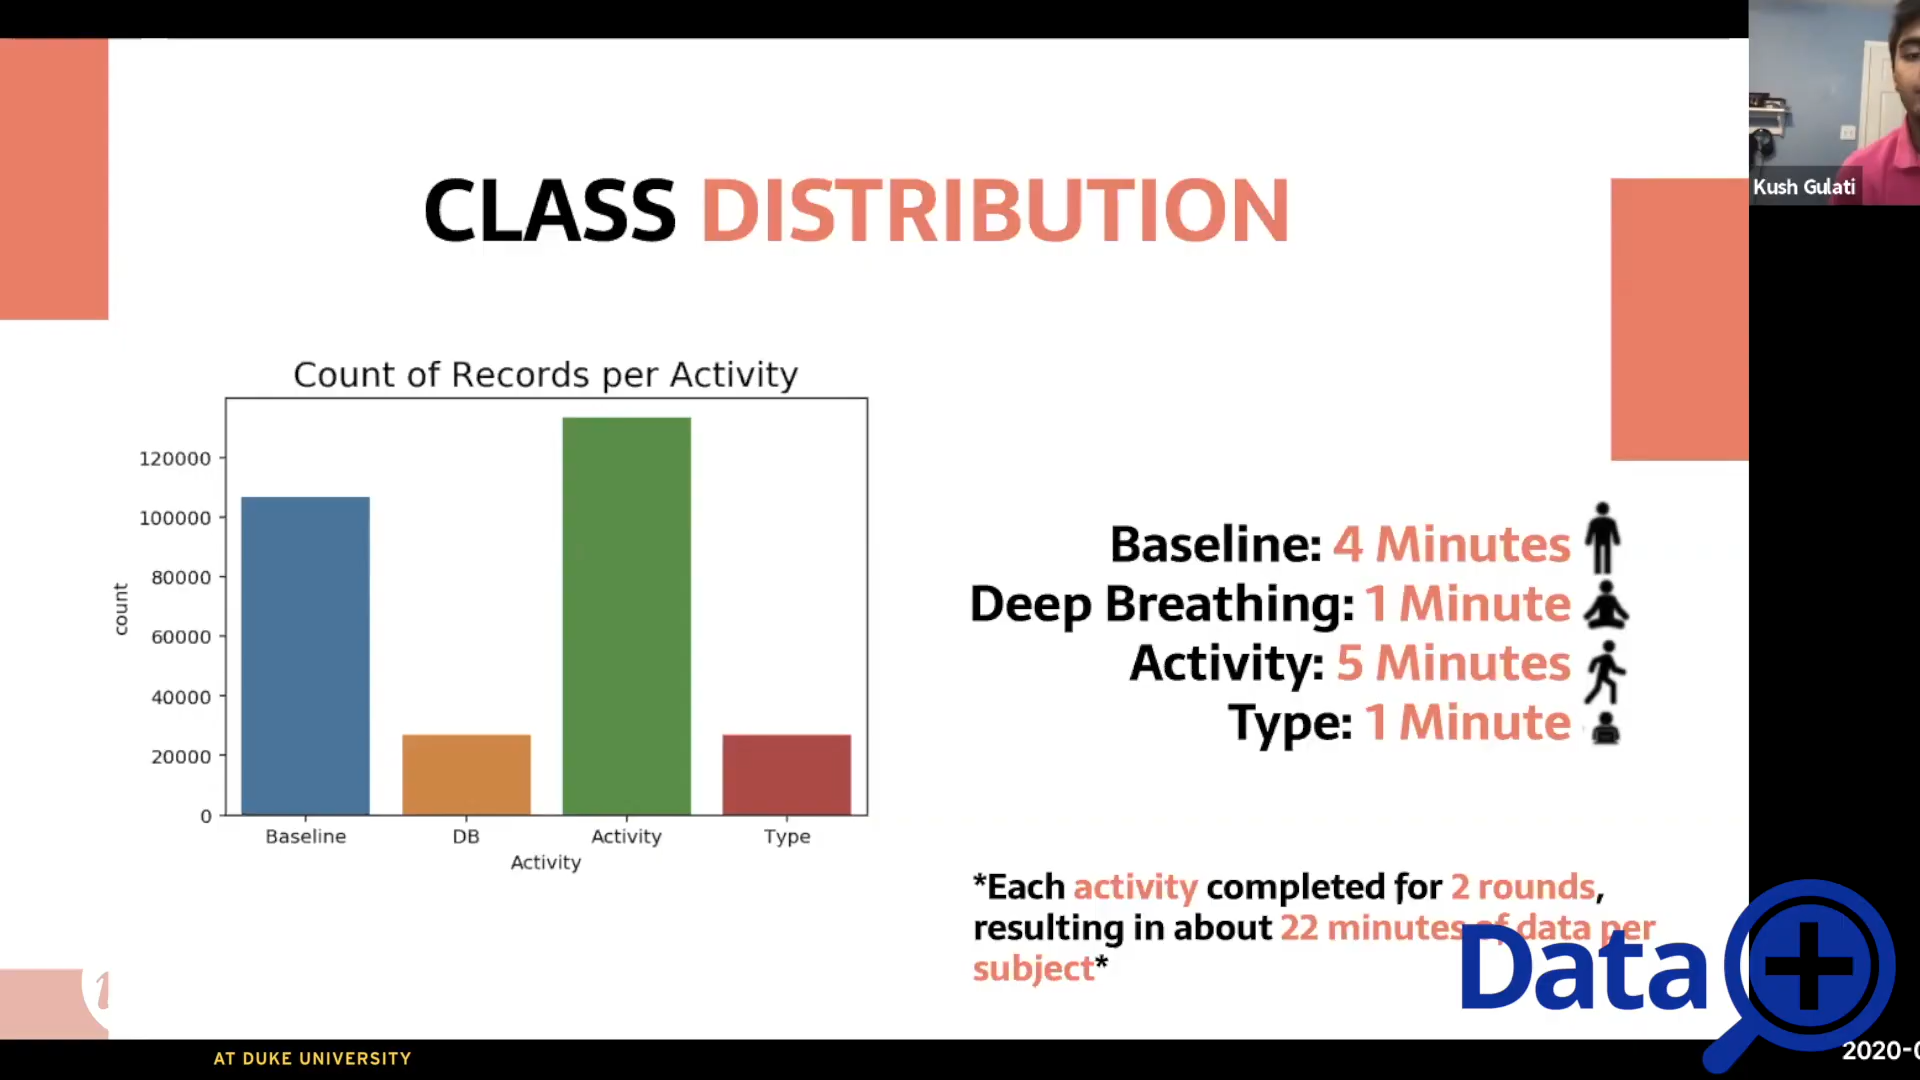 Kush Gulati
CLASS DISTRIBUTION
Count of Records per Activity
120000
100000
80000
60000
40000
20000
0
count
Baseline DB Activity Type
Activity
Baseline: 4 Minutes
Deep Breathing: 1 Minute
Activity: 5 Minutes
Type: 1 Minute
*Each activity completed for 2 rounds,
resulting in about 22 minutes of data per
subject*
Data
AT DUKE UNIVERSITY
2020-0